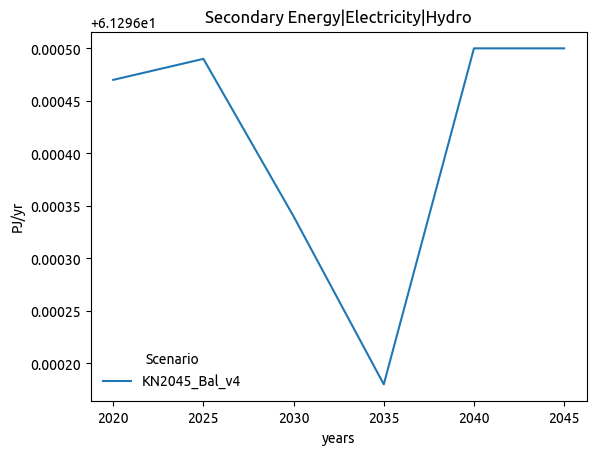 Secondary Energy|Electricity|Hydro
+6.1296e1
0.00050
0.00045
0.00040
0.00035
0.00030
0.00025
0.00020
PJ/yr
Scenario
KN2045_Bal_v4
2020 2025 2030 2035 2040 2045
years